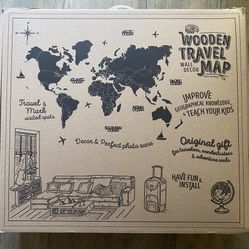 WOODEN
TRAVEL
WALL
DECOR
MAP
IMPROVE
GEOGRAPHICAL KNOWLEDGE
& TEACH YOUR KIDS
Travel &
Mark
visited spots
Decor & Perfect photo zone
Original gift
for travelers, wanderlusters
& adventure souls
HAVE FUN &
INSTALL